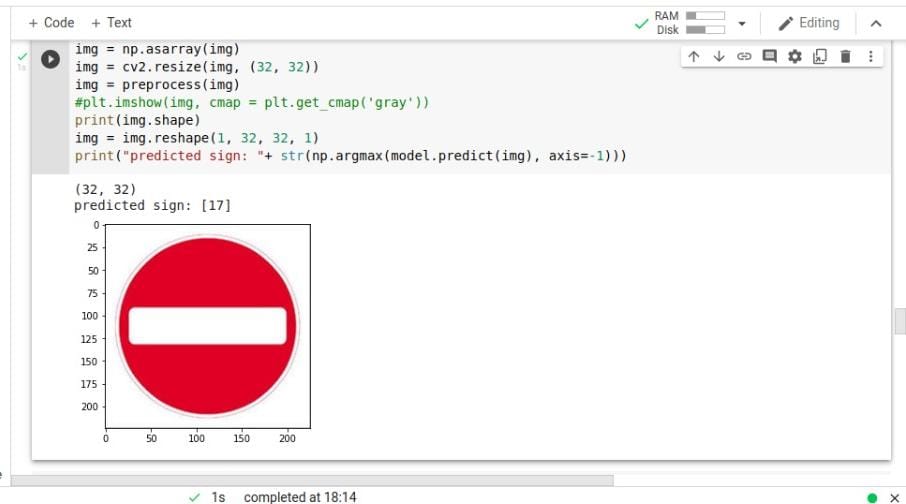 + Code + Text
RAM
Disk
Editing
1s
img = np.asarray(img)
img = cv2.resize(img, (32, 32))
img = preprocess(img)
#plt.imshow(img, cmap = plt.get_cmap('gray'))
print(img.shape)
img = img.reshape(1, 32, 32, 1)
print("predicted sign: "+ str(np.argmax(model.predict(img), axis=-1)))
(32, 32)
predicted sign: [17]
0
25
50
75
100
125
150
175
200
0 50 100 150 200
1s completed at 18:14